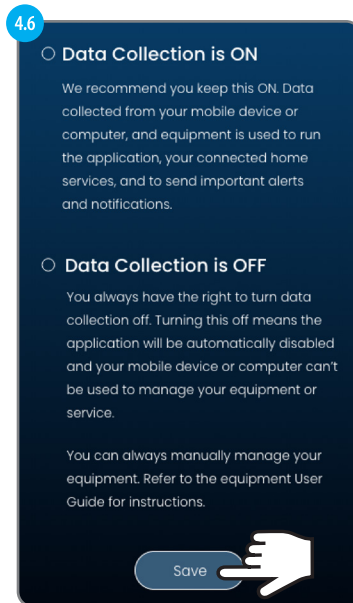 4.6
Data Collection is ON
We recommend you keep this ON. Data
collected from your mobile device or
computer, and equipment is used to run
the application, your connected home
services, and to send important alerts
and notifications.
Data Collection is OFF
You always have the right to turn data
collection off. Turning this off means the
application will be automatically disabled
and your mobile device or computer can't
be used to manage your equipment or
service.
You can always manually manage your
equipment. Refer to the equipment User
Guide for instructions.
Save